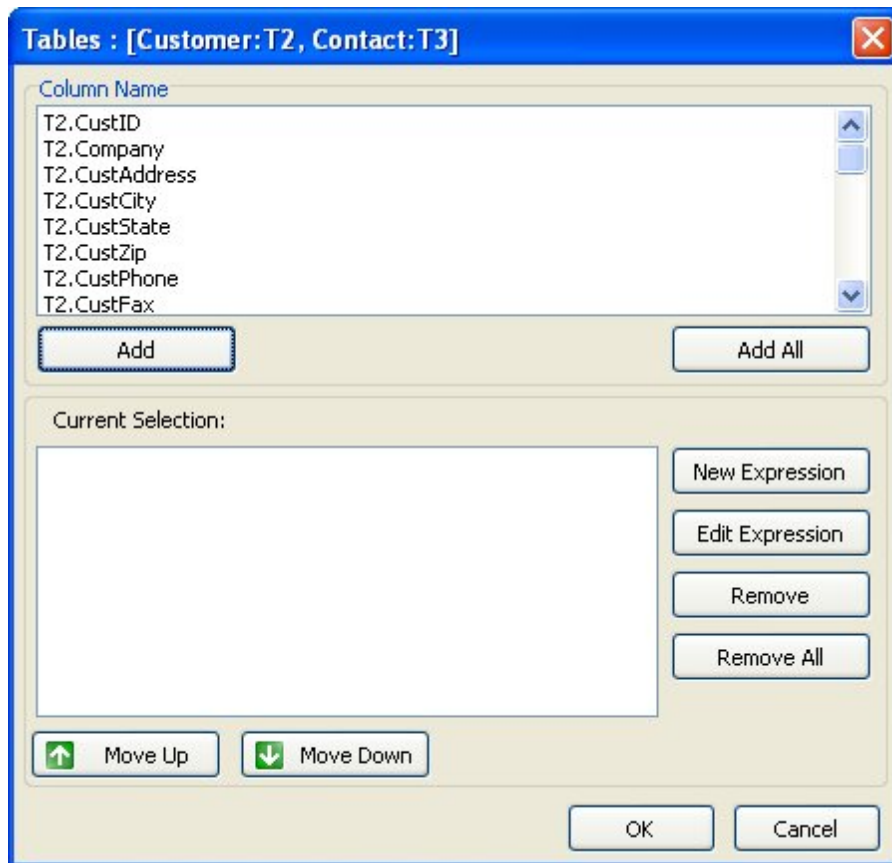 Tables : [Customer:T2, Contact:T3]
Column Name
T2.CustID
T2.Company
T2.CustAddress
T2.CustCity
T2.CustState
T2.CustZip
T2.CustPhone
T2.CustFax
Add
Add All
Current Selection:
New Expression
Edit Expression
Remove
Remove All
Move Up
Move Down
OK
Cancel